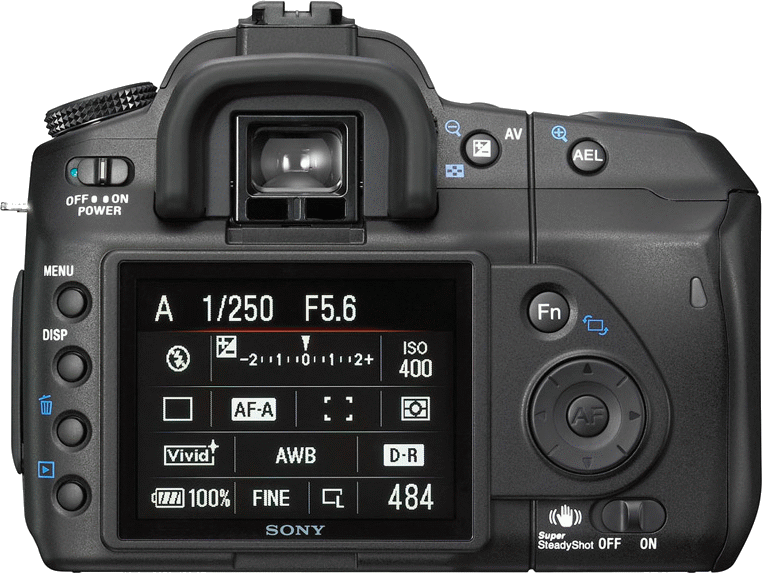 AV
AEL
OFF ON
POWER
MENU
DISP
A 1/250 F5.6
-2 1 0 1 2+
ISO
400
AF-A
Vivid+
AWB
D-R
100% FINE L 484
SONY
Fn
AF
Super
SteadyShot OFF ON